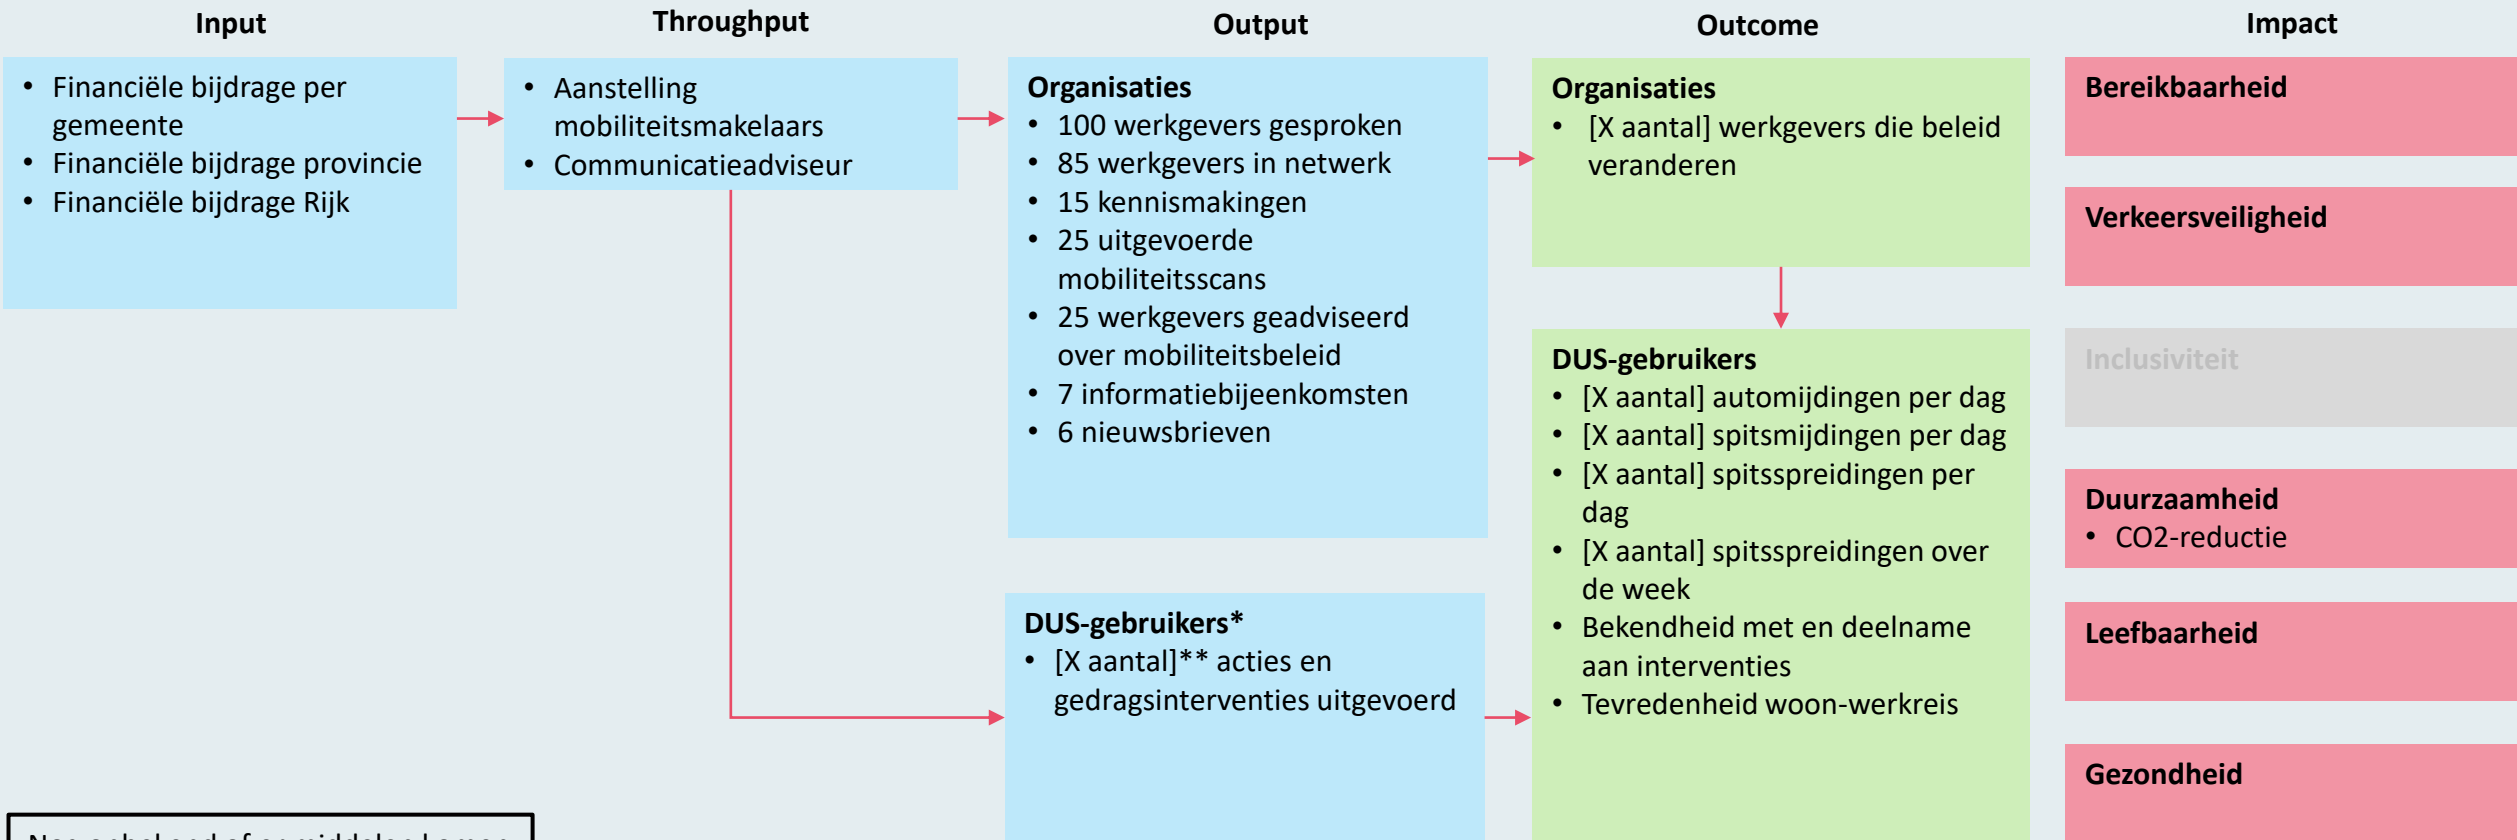 Input
Throughput
Output
Outcome
Impact
• Financiële bijdrage per
gemeente
• Financiële bijdrage provincie
• Financiële bijdrage Rijk
• Aanstelling
mobiliteitsmakelaars
• Communicatieadviseur
Organisaties
• 100 werkgevers gesproken
• 85 werkgevers in netwerk
• 15 kennismakingen
• 25 uitgevoerde
mobiliteitsscans
• 25 werkgevers geadviseerd
over mobiliteitsbeleid
• 7 informatiebijeenkomsten
• 6 nieuwsbrieven
DUS-gebruikers*
• [X aantal]** acties en
gedragsinterventies uitgevoerd
Organisaties
• [X aantal] werkgevers die beleid
veranderen
DUS-gebruikers
• [X aantal] automijdingen per dag
• [X aantal] spitsmijdingen per dag
• [X aantal] spitsspreidingen per
dag
• [X aantal] spitsspreidingen over
de week
• Bekendheid met en deelname
aan interventies
• Tevredenheid woon-werkreis
Bereikbaarheid
Verkeersveiligheid
Inclusiviteit
Duurzaamheid
• CO2-reductie
Leefbaarheid
Gezondheid